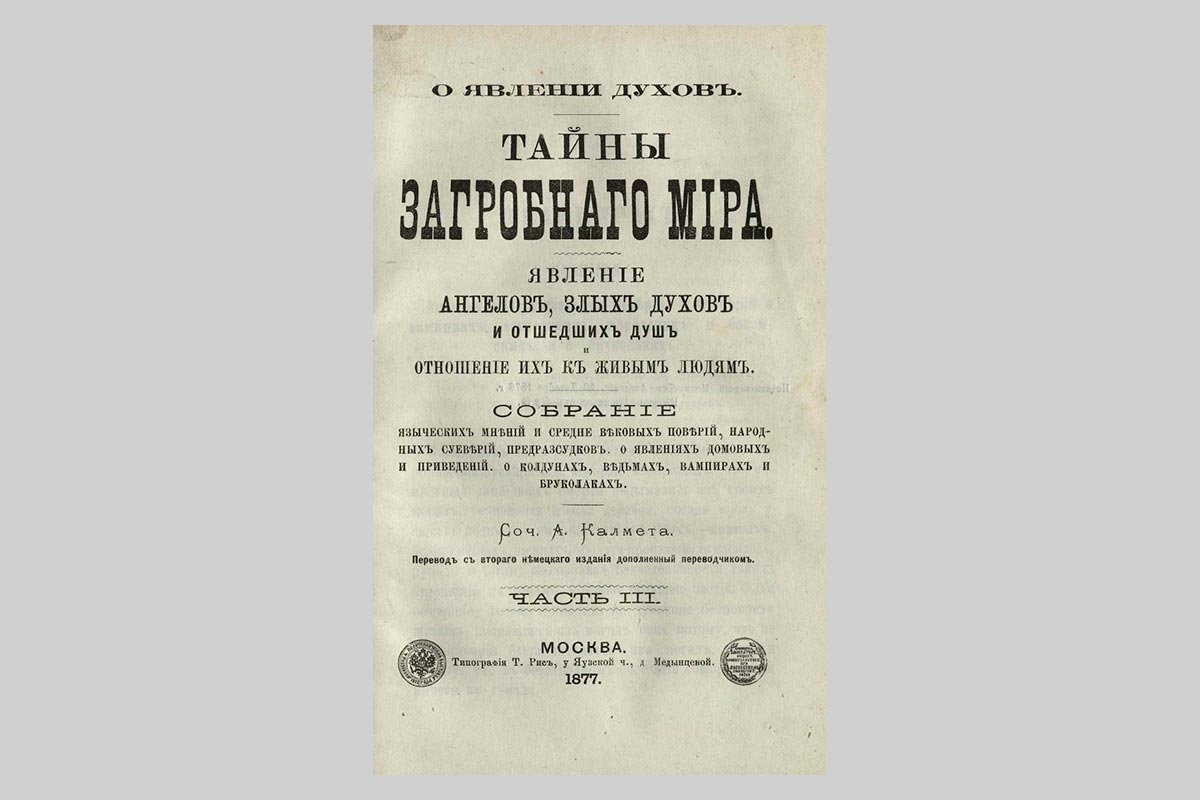 О ЯВЛЕНІИ ДУХОВЪ.
ТАЙНЫ
ЗАГРОБНАГО МІРА.
ЯВЛЕНІЕ
АНГЕЛОВЪ, ЗЛЫХЪ ДУХОВЪ
И ОТШЕДШИХЪ ДУШЪ
И
ОТНОШЕНІЕ ИХЪ КЪ ЖИВЫМЪ ЛЮДЯМЪ.
СОБРАНІЕ
ЯЗЫЧЕСКИХЪ МНѢНІЙ И СРЕДНЕ ВѢКОВЫХЪ ПОВѢРІЙ, НАРОД-
НЫХЪ СУЕВѢРІЙ, ПРЕДРАЗСУДКОВЪ. О ЯВЛЕНІЯХЪ ДОМОВЫХЪ
И ПРИВЕДЕНІЙ. О КОЛДУНАХЪ, ВѢДЬМАХЪ, ВАМПИРАХЪ И
БРУКОЛАКАХЪ.
Соч. А. Калмета.
Переводъ съ втораго нѣмецкаго изданія дополненный переводчикомъ.
ЧАСТЬ III.
МОСКВА.
Типографія Т. Рисъ, у Яузской ч., д Медынцевой.
1877.